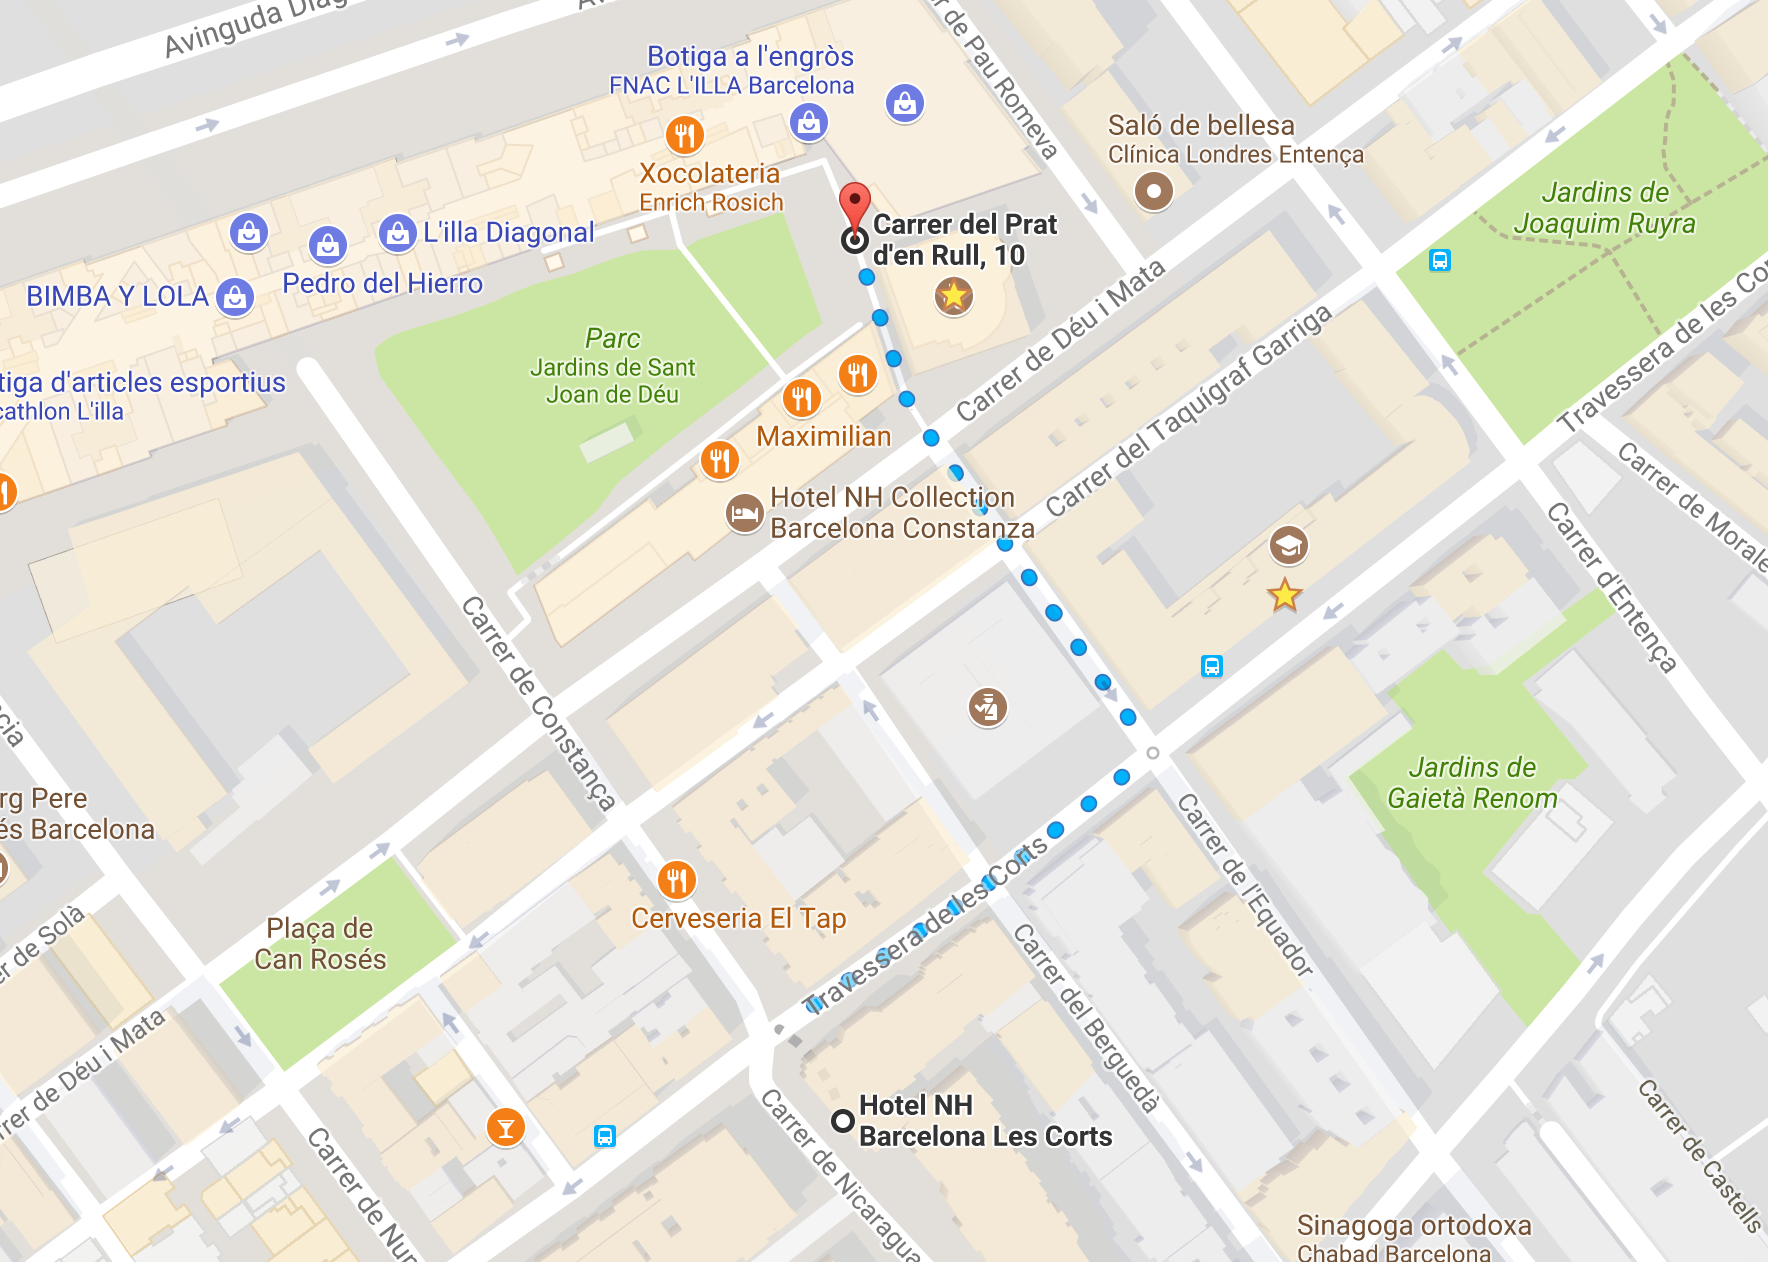 Avinguda Diag
Botiga a l'engròs
FNAC L'ILLA Barcelona
Carrer de Pau Romeva
Saló de bellesa
Clínica Londres Entença
Xocolateria
Enrich Rosich
Jardins de
Joaquim Ruyra
L'illa Diagonal
Carrer del Prat
d'en Rull, 10
Pedro del Hierro
BIMBA Y LOLA
Carrer de Déu i Mata
Carrer del Taquígraf Garriga
Travessera de les Cor
Parc
Jardins de Sant
Joan de Déu
tiga d'articles esportius
cathlon L'illa
Maximilian
Hotel NH Collection
Barcelona Constanza
Carrer de Morale
Carrer d'Entença
Carrer de Constança
cia
rg Pere
és Barcelona
Jardins de
Gaietà Renom
Carrer de l'Equador
Travessera de les Corts
Cerveseria El Tap
Plaça de
Can Rosés
er de Solà
Carrer del Berguedà
rrer de Déu i Mata
Hotel NH
Barcelona Les Corts
Carrer de Nicaragua
Carrer de Nur
Carrer de Castells
Sinagoga ortodoxa
Chabad Barcelona